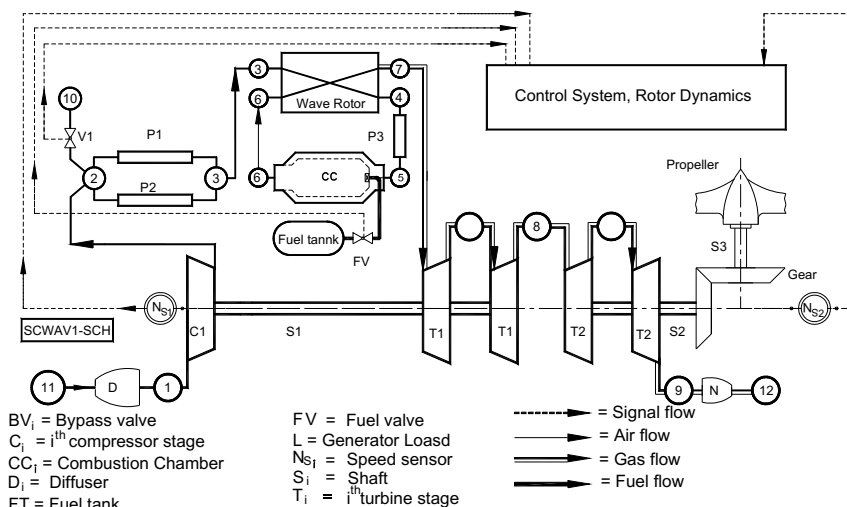 Control System, Rotor Dynamics
Wave Rotor
3
7
6
4
10
V1
P1
P2
2
3
P3
CC
6
5
Fuel tannk
FV
Propeller
S3
Gear
8
NS1
C1
S1
T1
T1
T2
T2
S2
NS2
SCWAV1-SCH
11
D
1
9
N
12
BVi = Bypass valve
Ci = ith compressor stage
CCi = Combustion Chamber
Di = Diffuser
FT = Fuel tank
FV = Fuel valve
L = Generator Loasd
NSi = Speed sensor
Si = Shaft
Ti = ith turbine stage
= Signal flow
= Air flow
= Gas flow
= Fuel flow